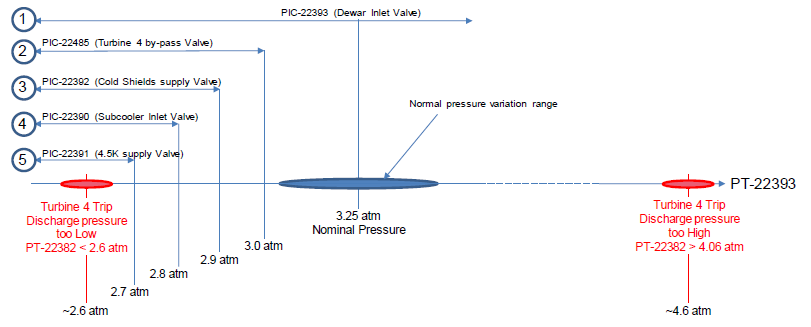 1
PIC-22393 (Dewar Inlet Valve)
2
PIC-22485 (Turbine 4 by-pass Valve)
3
PIC-22392 (Cold Shields supply Valve)
4
PIC-22390 (Subcooler Inlet Valve)
5
PIC-22391 (4.5K supply Valve)
Normal pressure variation range
PT-22393
Turbine 4 Trip
Discharge pressure
too Low
PT-22382 < 2.6 atm
3.25 atm
Nominal Pressure
Turbine 4 Trip
Discharge pressure
too High
PT-22382 > 4.06 atm
3.0 atm
2.9 atm
2.8 atm
2.7 atm
~2.6 atm
~4.6 atm